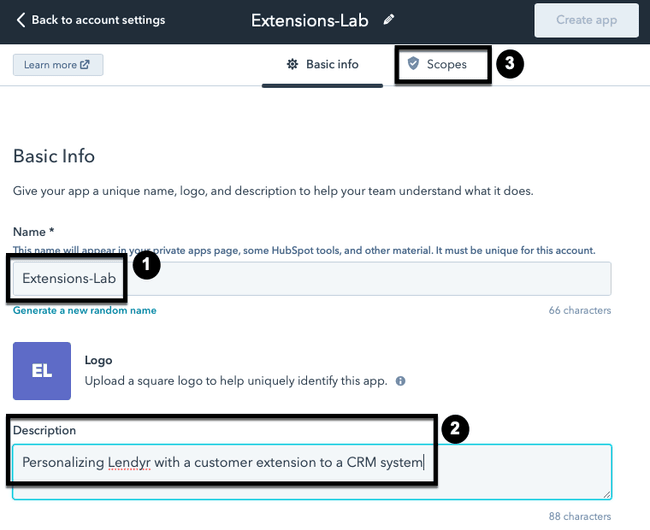 Back to account settings
Extensions-Lab
Create app
Learn more
Basic info
Scopes
3
Basic Info
Give your app a unique name, logo, and description to help your team understand what it does.
Name *
This name will appear in your private apps page, some HubSpot tools, and other material. It must be unique for this account.
1
Extensions-Lab
Generate a new random name
66 characters
EL
Logo
Upload a square logo to help uniquely identify this app.
2
Description
Personalizing Lendyr with a customer extension to a CRM system
88 characters